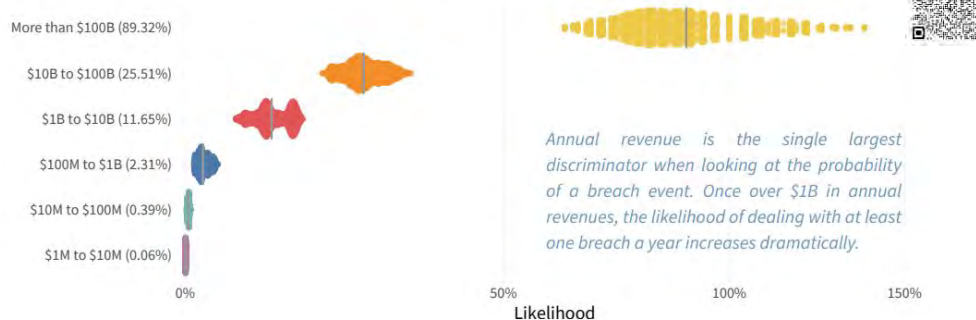 More than $100B (89.32%)
$10B to $100B (25.51%)
$1B to $10B (11.65%)
$100M to $1B (2.31%)
$10M to $100M (0.39%)
$1M to $10M (0.06%)
Annual revenue is the single largest
discriminator when looking at the probability
of a breach event. Once over $1B in annual
revenues, the likelihood of dealing with at least
one breach a year increases dramatically.
0%
50%
100%
150%
Likelihood